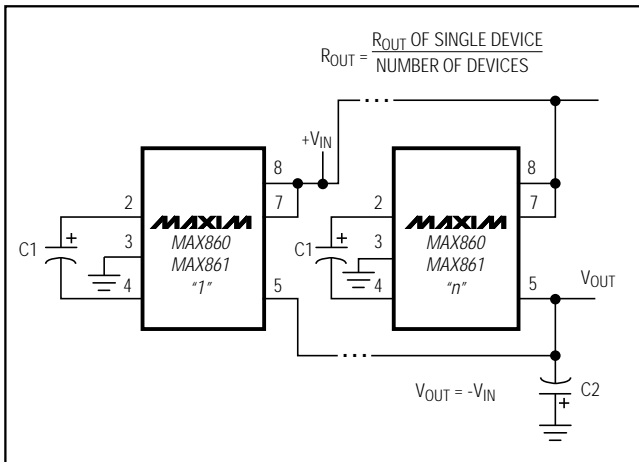 R_OUT = R_OUT OF SINGLE DEVICE
NUMBER OF DEVICES
...
+V_IN
8
7
2
3
4
5
C1
+
MAXIM
MAX860
MAX861
"1"
8
7
2
3
4
5
C1
+
MAXIM
MAX860
MAX861
"n"
V_OUT
...
V_OUT = -V_IN
C2
+